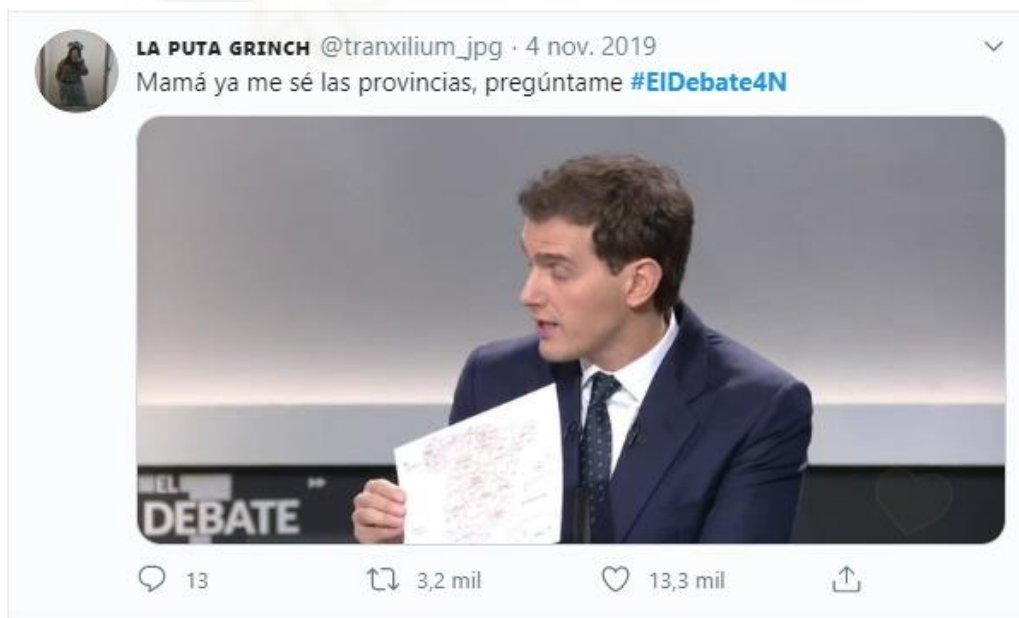 LA PUTA GRINCH @tranxilium_jpg · 4 nov. 2019
Mamá ya me sé las provincias, pregúntame #ElDebate4N
EL
DEBATE
13 3,2 mil 13,3 mil